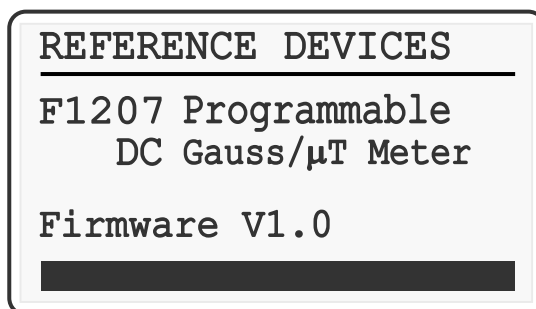 REFERENCE DEVICES
F1207 Programmable
DC Gauss/µT Meter
Firmware V1.0